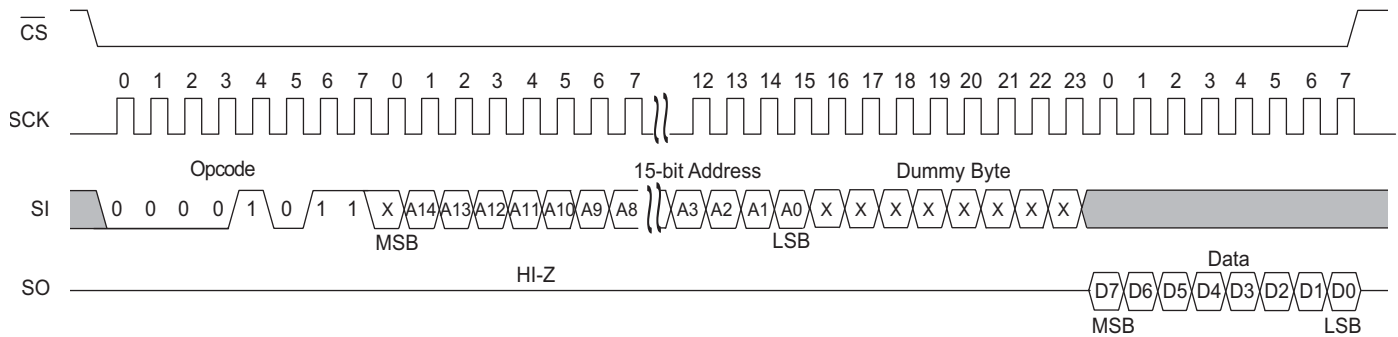 CS
0 1 2 3 4 5 6 7 0 1 2 3 4 5 6 7 12 13 14 15 16 17 18 19 20 21 22 23 0 1 2 3 4 5 6 7
SCK
Opcode 15-bit Address Dummy Byte
SI 0 0 0 0 1 0 1 1 X A14 A13 A12 A11 A10 A9 A8 A3 A2 A1 A0 X X X X X X X X
MSB LSB
HI-Z Data
SO D7 D6 D5 D4 D3 D2 D1 D0
MSB LSB